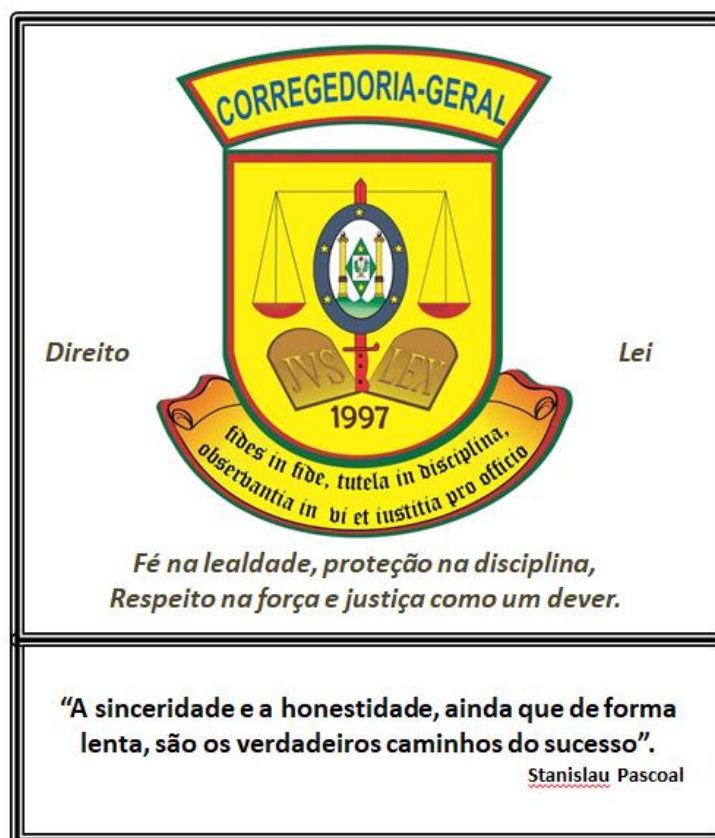 CORREGEDORIA-GERAL
Direito
Lei
JVS
LEX
1997
fides in fide, tutela in disciplina,
observantia in vi et iustitia pro officio
Fé na lealdade, proteção na disciplina,
Respeito na força e justiça como um dever.
“A sinceridade e a honestidade, ainda que de forma
lenta, são os verdadeiros caminhos do sucesso”.
Stanislau Pascoal